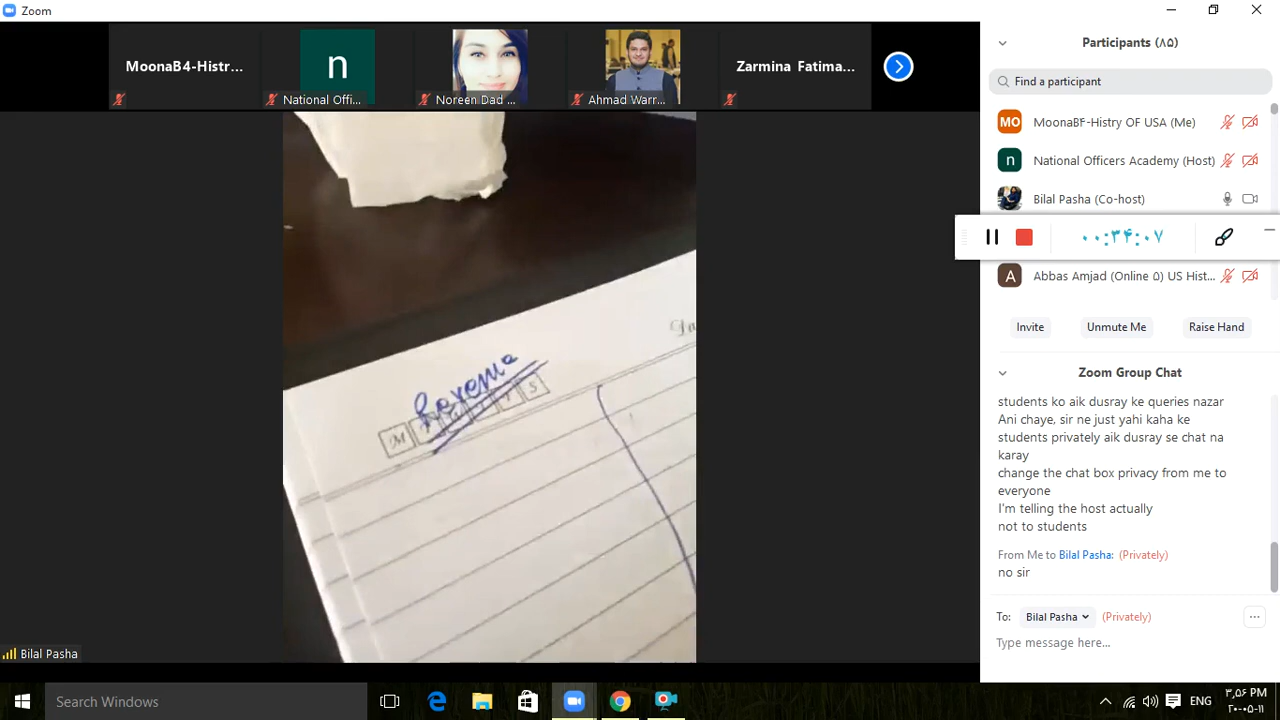 Zoom
MoonaB4-Histr...
n
National Offi...
Noreen Dad ...
Ahmad Warr...
Zarmina Fatima...
Bilal Pasha
Participants (۸۵)
Find a participant
MO
MoonaB۴-Histry OF USA (Me)
n
National Officers Academy (Host)
Bilal Pasha (Co-host)
۰۰:۳۴:۰۷
A
Abbas Amjad (Online ۵) US Hist...
Invite
Unmute Me
Raise Hand
Zoom Group Chat
students ko aik dusray ke queries nazar
Ani chaye, sir ne just yahi kaha ke
students privately aik dusray se chat na
karay
change the chat box privacy from me to
everyone
I'm telling the host actually
not to students
From Me to Bilal Pasha: (Privately)
no sir
To: Bilal Pasha (Privately)
Type message here...
M
S
Search Windows
ENG
۳,۵۶ PM